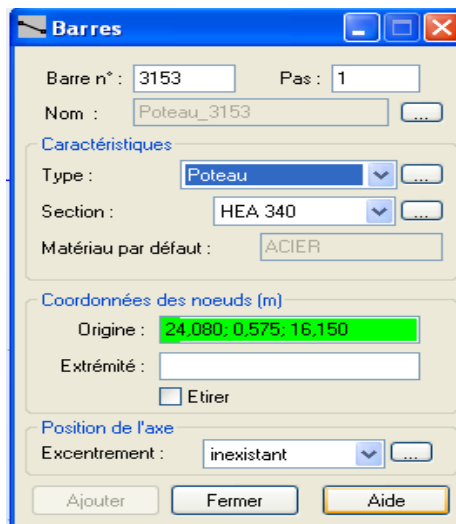 Barres
Barre n° : 3153 Pas : 1
Nom : Poteau_3153 ...
Caractéristiques
Type : Poteau ...
Section : HEA 340 ...
Matériau par défaut : ACIER
Coordonnées des noeuds (m)
Origine : 24,080; 0,575; 16,150
Extrémité :
Etirer
Position de l'axe
Excentrement : inexistant ...
Ajouter Fermer Aide